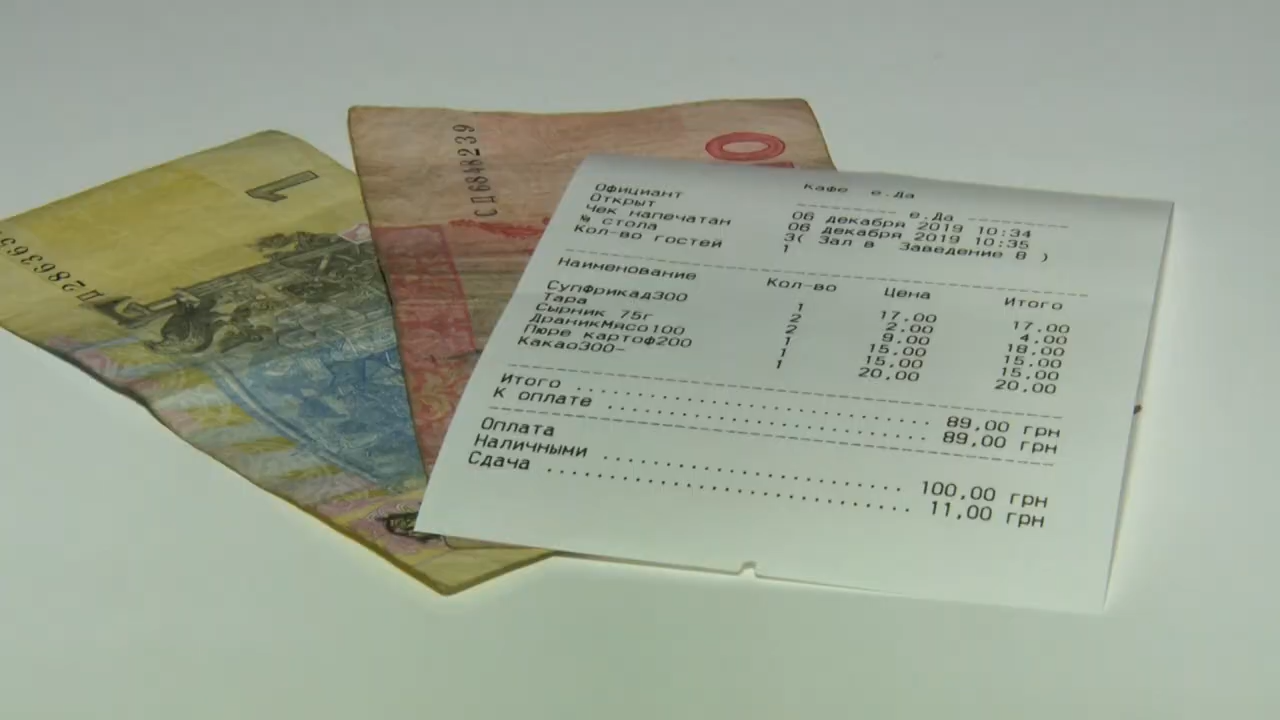 1
Д2863653
СД6848239
0
Кафе е.Да
Официант ---------- е.Да ----------
Открыт 06 декабря 2019 10:34
Чек напечатан 06 декабря 2019 10:35
№ стола 3( Зал в Заведение 8 )
Кол-во гостей 1
Наименование Кол-во Цена Итого
Супфрикад300 1 17.00 17.00
Тара 2 2.00 4.00
Сырник 75г 2 9.00 18.00
ДраникМясо100 1 15.00 15.00
Пюре картоф200 1 15.00 15.00
Какао300- 1 20.00 20.00
Итого .............................. 89,00 грн
К оплате .............................. 89,00 грн
Оплата
Наличными .............................. 100,00 грн
Сдача .............................. 11,00 грн